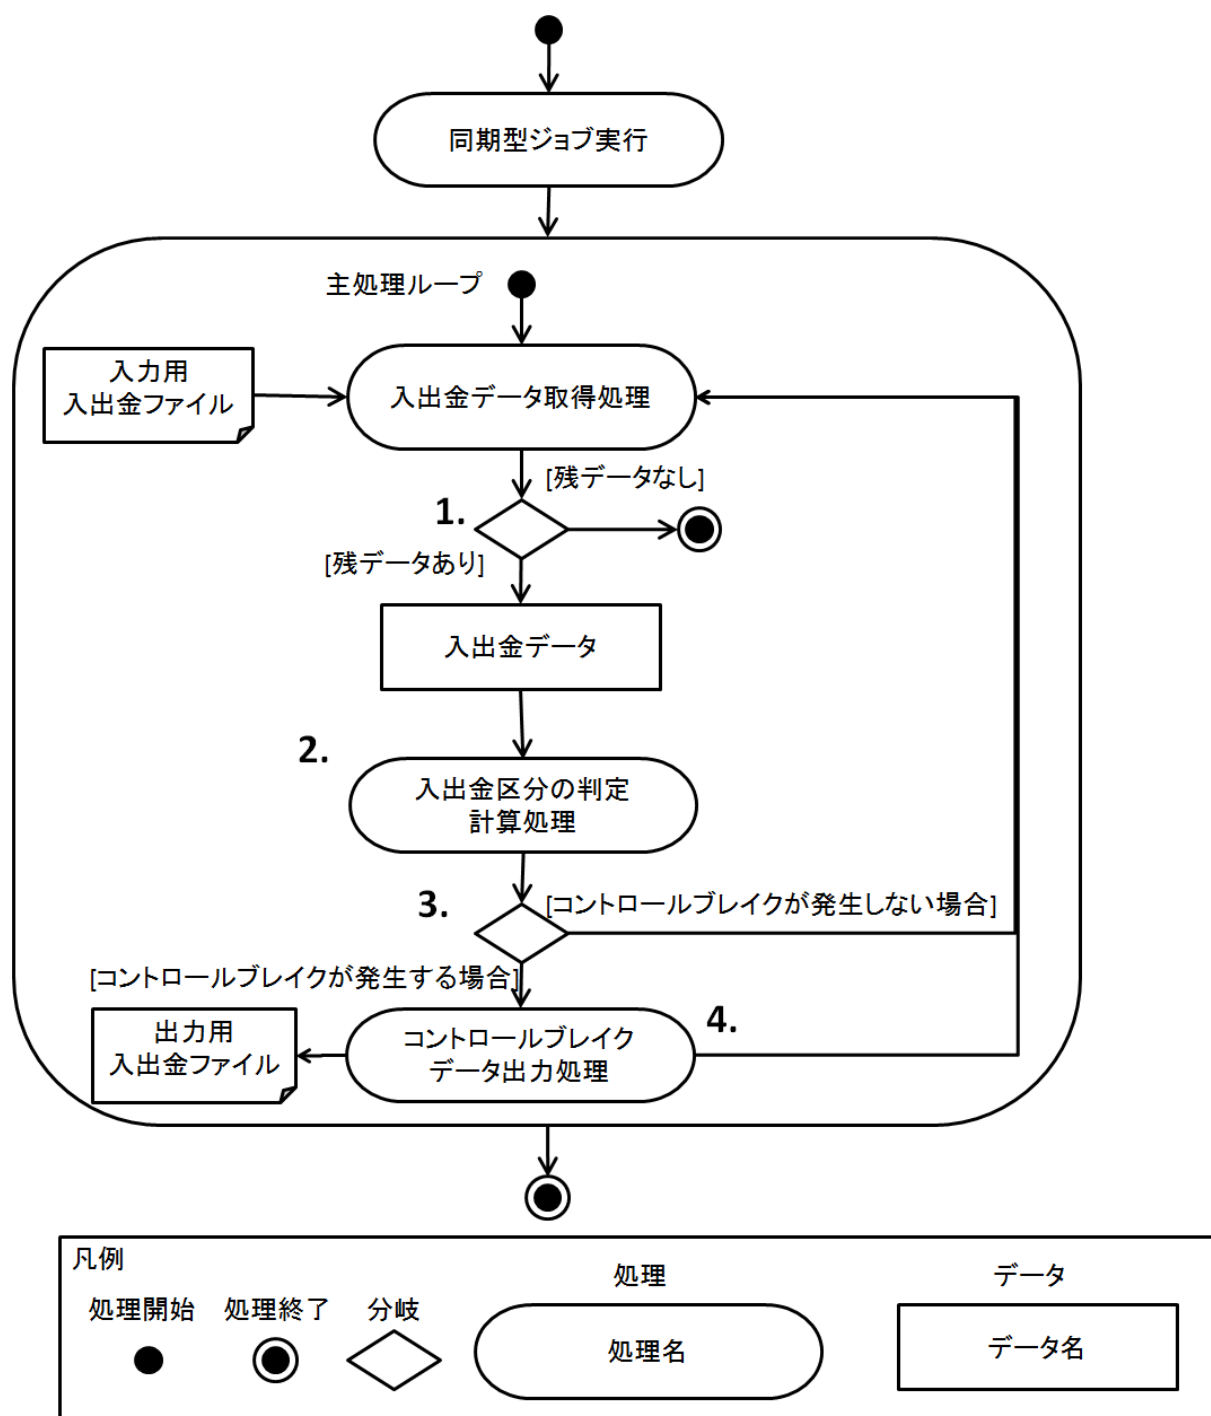 同期型ジョブ実行
主処理ループ
入力用
入出金ファイル
入出金データ取得処理
[残データなし]
1.
[残データあり]
入出金データ
2.
入出金区分の判定
計算処理
3.
[コントロールブレイクが発生しない場合]
[コントロールブレイクが発生する場合]
出力用
入出金ファイル
コントロールブレイク
データ出力処理
4.
凡例
処理開始
処理終了
分岐
処理
処理名
データ
データ名